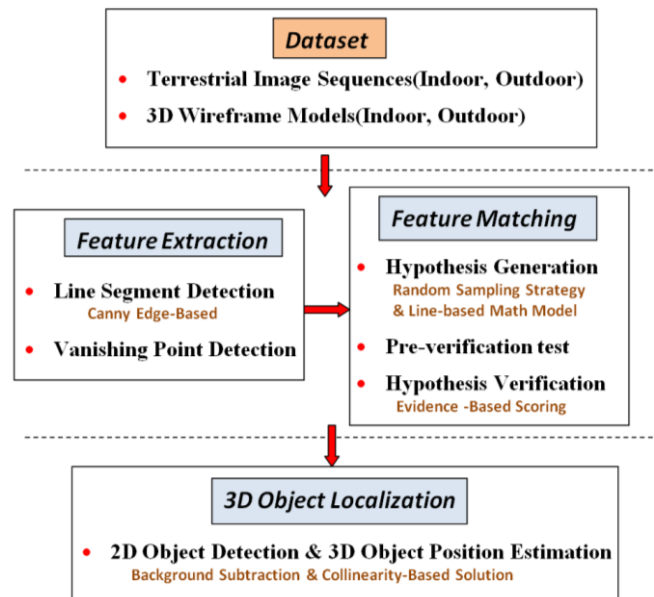 Dataset
Terrestrial Image Sequences(Indoor, Outdoor)
3D Wireframe Models(Indoor, Outdoor)
Feature Extraction
Line Segment Detection
Canny Edge-Based
Vanishing Point Detection
Feature Matching
Hypothesis Generation
Random Sampling Strategy
& Line-based Math Model
Pre-verification test
Hypothesis Verification
Evidence -Based Scoring
3D Object Localization
2D Object Detection & 3D Object Position Estimation
Background Subtraction & Collinearity-Based Solution